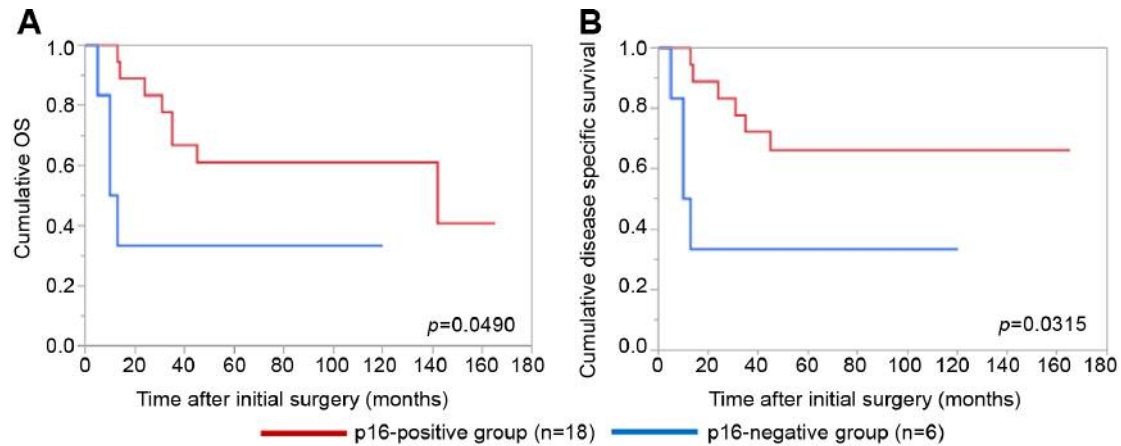 A
Cumulative OS
1.0
0.8
0.6
0.4
0.2
0.0
p=0.0490
0 20 40 60 80 100 120 140 160 180
Time after initial surgery (months)
B
Cumulative disease specific survival
1.0
0.8
0.6
0.4
0.2
0.0
p=0.0315
0 20 40 60 80 100 120 140 160 180
Time after initial surgery (months)
p16-positive group (n=18) p16-negative group (n=6)